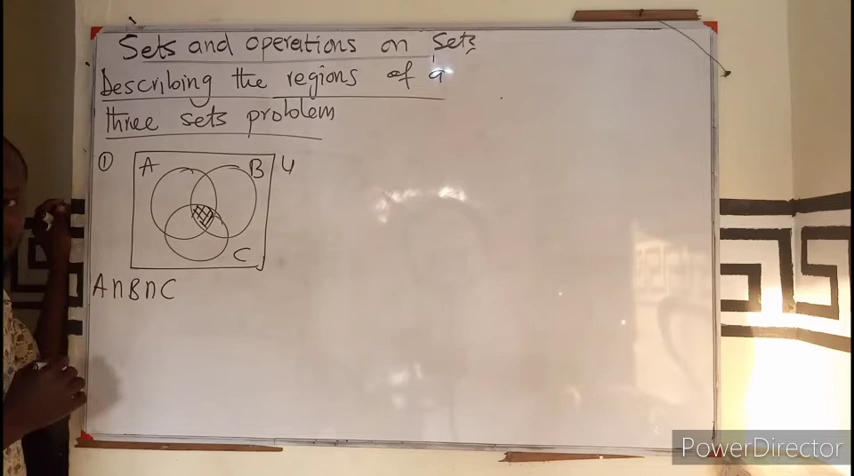 Sets and operations on Sets
Describing the regions of a
three sets problem
① A B U
C
A∩B∩C
PowerDirector